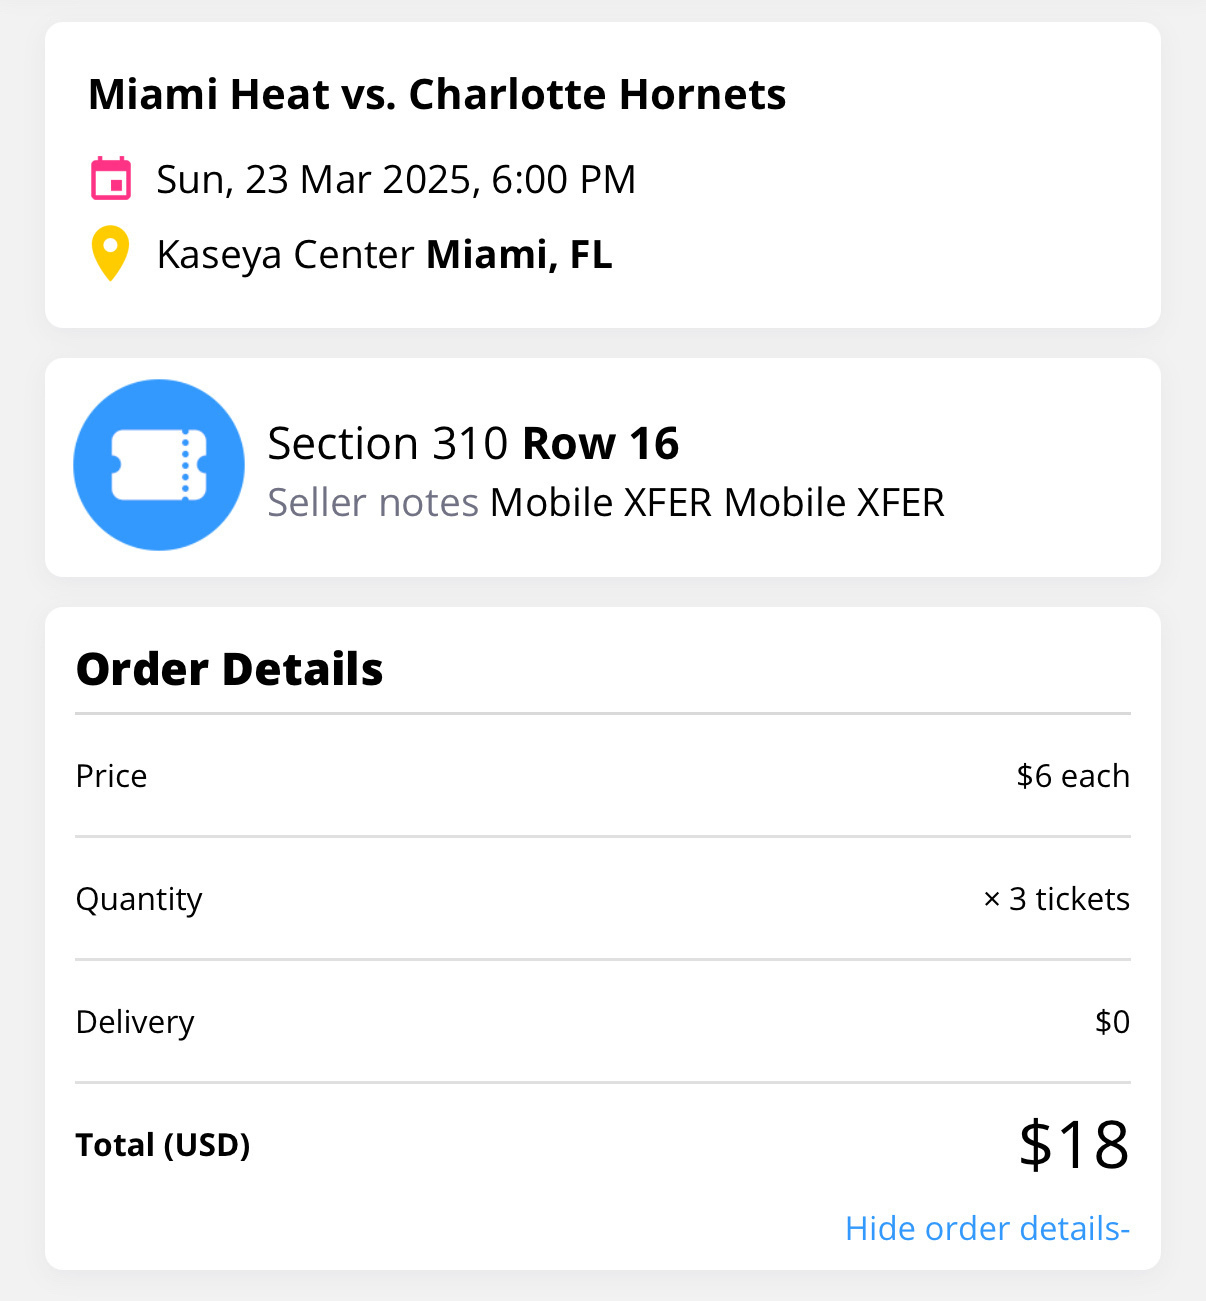 Miami Heat vs. Charlotte Hornets
Sun, 23 Mar 2025, 6:00 PM
Kaseya Center Miami, FL
Section 310 Row 16
Seller notes Mobile XFER Mobile XFER
Order Details
Price $6 each
Quantity × 3 tickets
Delivery $0
Total (USD) $18
Hide order details-